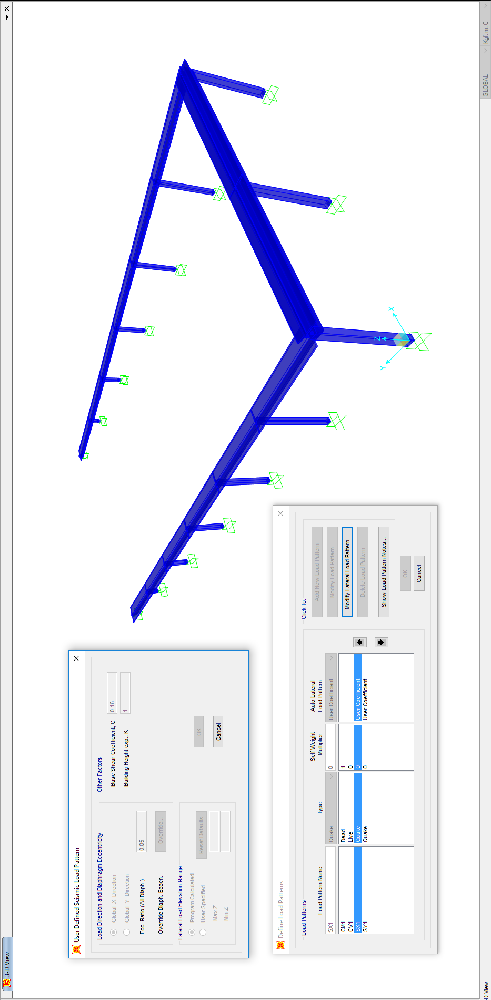 3-D View
User Defined Seismic Load Pattern
Load Direction and Diaphragm Eccentricity
Global X Direction
Global Y Direction
Ecc. Ratio (All Diaph.)
0.05
Override Diaph. Eccen.
Override...
Other Factors
Base Shear Coefficient, C
0.16
Building Height exp., K
1.
Lateral Load Elevation Range
Program Calculated
User Specified
Reset Defaults
Max Z
Min Z
OK
Cancel
Define Load Patterns
Load Patterns
Load Pattern Name
Type
Self Weight
Multiplier
Auto Lateral
Load Pattern
SX1 Quake 0 User Coefficient
CM1 Dead 1
CV1 Live 0
SX1 Quake 0 User Coefficient
SY1 Quake 0 User Coefficient
Click To:
Add New Load Pattern
Modify Load Pattern
Modify Lateral Load Pattern...
Delete Load Pattern
Show Load Pattern Notes...
OK
Cancel
X
Y
Z
D View
GLOBAL
Kgf, m, C